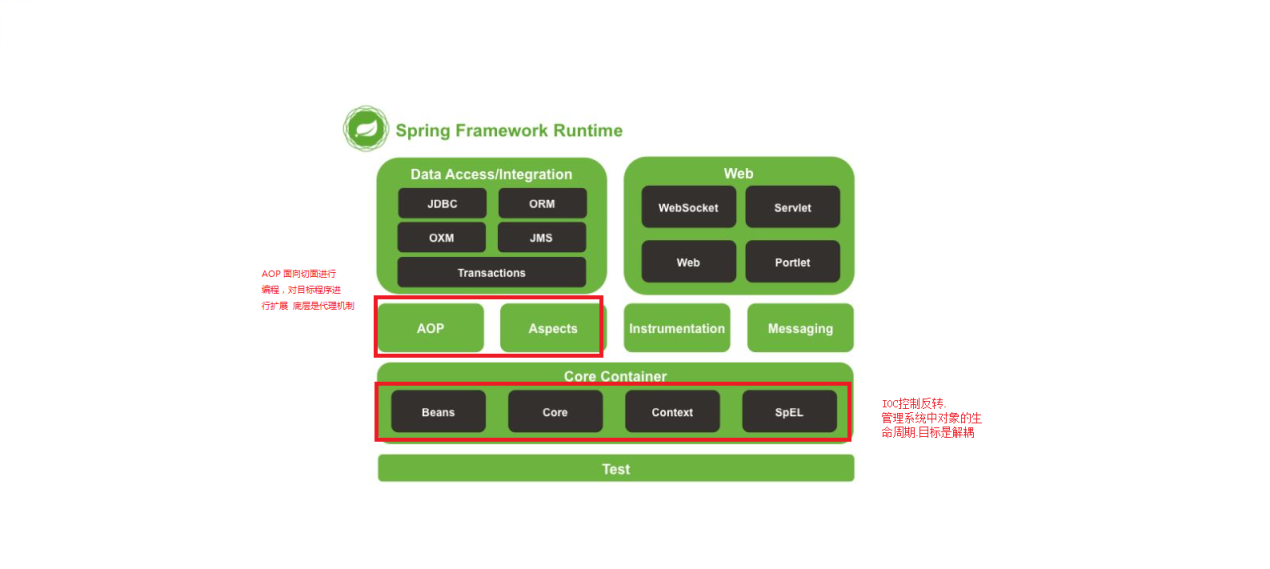 Spring Framework Runtime
Data Access/Integration
JDBC
ORM
OXM
JMS
Transactions
Web
WebSocket
Servlet
Web
Portlet
AOP 面向切面进行
编程，对目标程序进
行扩展 底层是代理机制
AOP
Aspects
Instrumentation
Messaging
Core Container
Beans
Core
Context
SpEL
IOC控制反转.
管理系统中对象的生
命周期.目标是解耦
Test